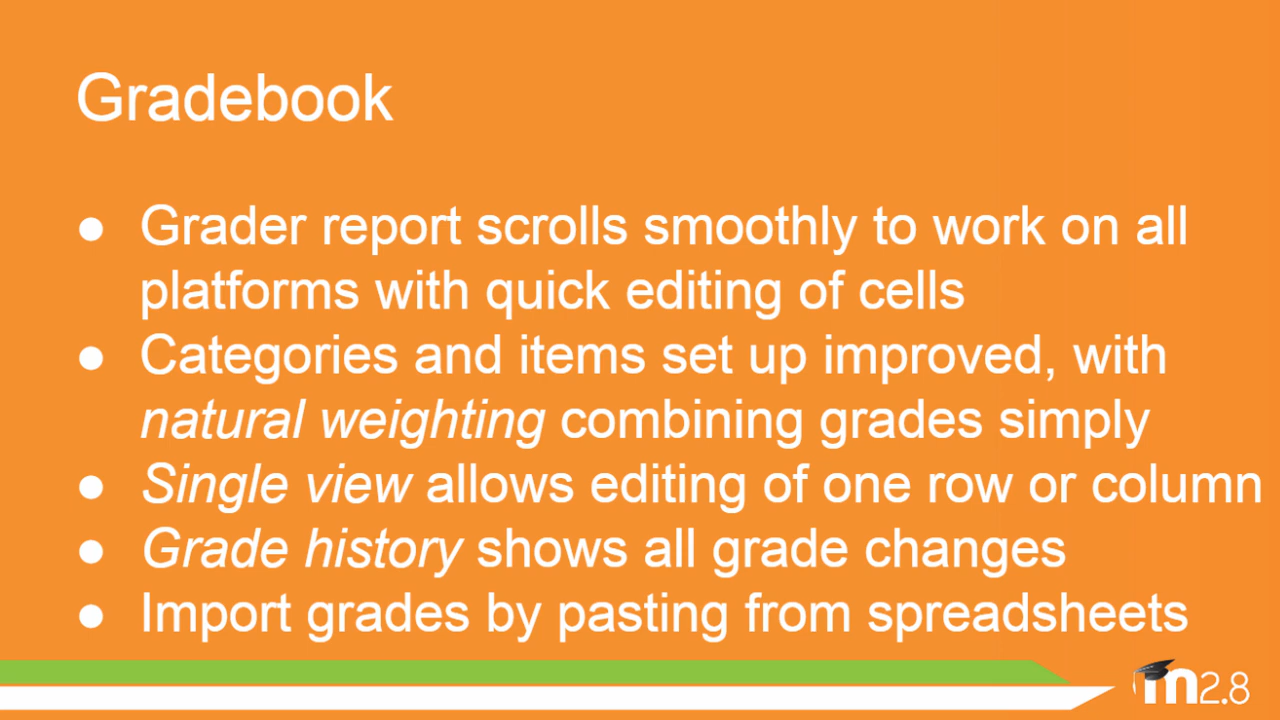 Gradebook
● Grader report scrolls smoothly to work on all
platforms with quick editing of cells
● Categories and items set up improved, with
natural weighting combining grades simply
● Single view allows editing of one row or column
● Grade history shows all grade changes
● Import grades by pasting from spreadsheets
m2.8